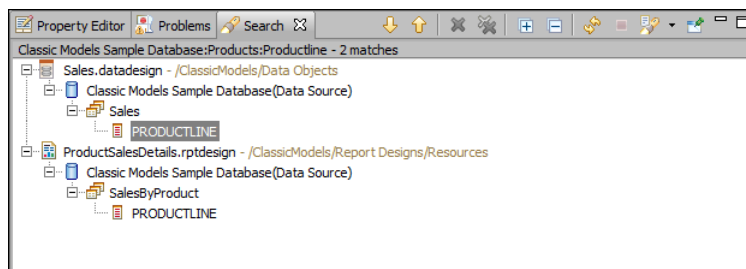 Property Editor Problems Search
Classic Models Sample Database:Products:Productline - 2 matches
Sales.datadesign - /ClassicModels/Data Objects
Classic Models Sample Database(Data Source)
Sales
PRODUCTLINE
ProductSalesDetails.rptdesign - /ClassicModels/Report Designs/Resources
Classic Models Sample Database(Data Source)
SalesByProduct
PRODUCTLINE